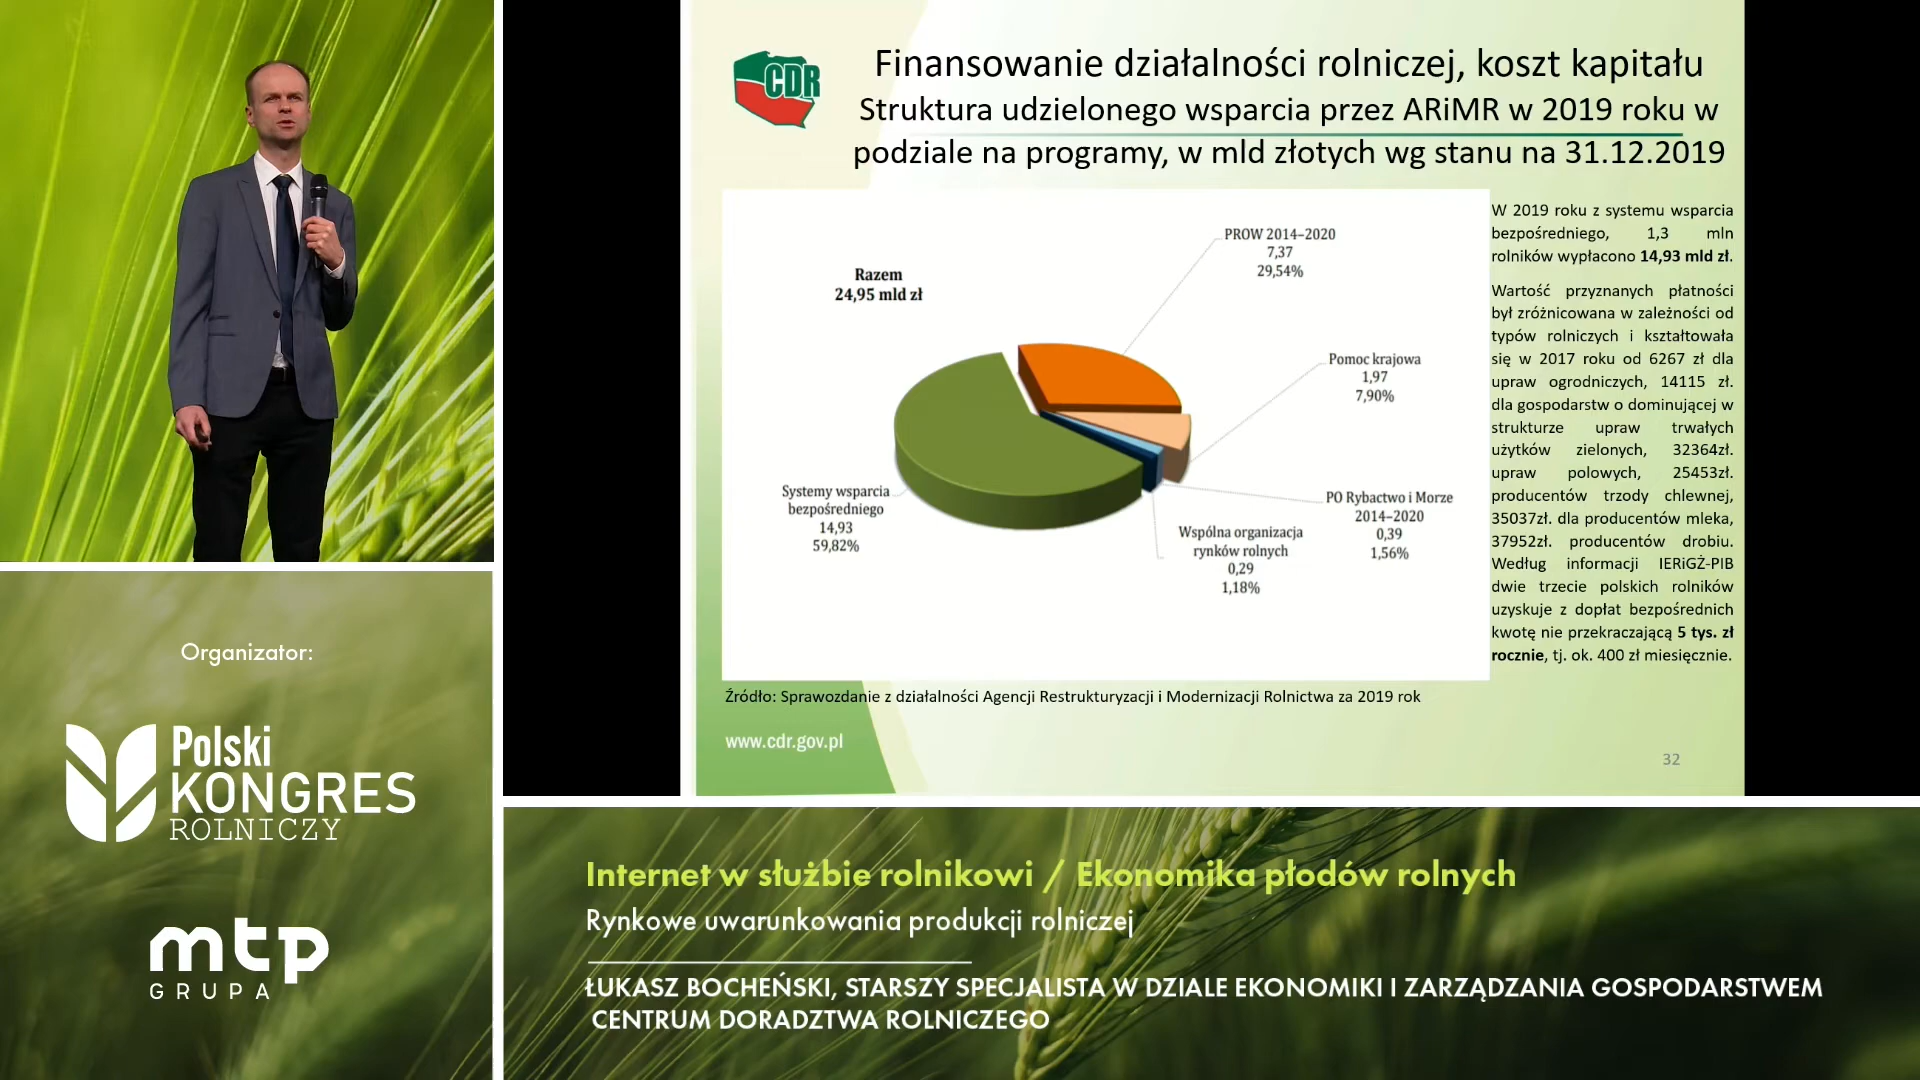 CDR
Finansowanie działalności rolniczej, koszt kapitału
Struktura udzielonego wsparcia przez ARiMR w 2019 roku w
podziale na programy, w mld złotych wg stanu na 31.12.2019
Razem
24,95 mld zł
PROW 2014–2020
7,37
29,54%
Pomoc krajowa
1,97
7,90%
PO Rybactwo i Morze
2014–2020
0,39
1,56%
Wspólna organizacja
rynków rolnych
0,29
1,18%
Systemy wsparcia
bezpośredniego
14,93
59,82%
W 2019 roku z systemu wsparcia
bezpośredniego, 1,3 mln
rolników wypłacono 14,93 mld zł.
Wartość przyznanych płatności
był zróżnicowana w zależności od
typów rolniczych i kształtowała
się w 2017 roku od 6267 zł dla
upraw ogrodniczych, 14115 zł.
dla gospodarstw o dominującej w
strukturze upraw trwałych
użytków zielonych, 32364zł.
upraw polowych, 25453zł.
producentów trzody chlewnej,
35037zł. dla producentów mleka,
37952zł. producentów drobiu.
Według informacji IERiGŻ-PIB
dwie trzecie polskich rolników
uzyskuje z dopłat bezpośrednich
kwotę nie przekraczającą 5 tys. zł
rocznie, tj. ok. 400 zł miesięcznie.
Źródło: Sprawozdanie z działalności Agencji Restrukturyzacji i Modernizacji Rolnictwa za 2019 rok
www.cdr.gov.pl
32
Organizator:
Polski
KONGRES
ROLNICZY
mtp
GRUPA
Internet w służbie rolnikowi / Ekonomika płodów rolnych
Rynkowe uwarunkowania produkcji rolniczej
ŁUKASZ BOCHEŃSKI, STARSZY SPECJALISTA W DZIALE EKONOMIKI I ZARZĄDZANIA GOSPODARSTWEM
CENTRUM DORADZTWA ROLNICZEGO